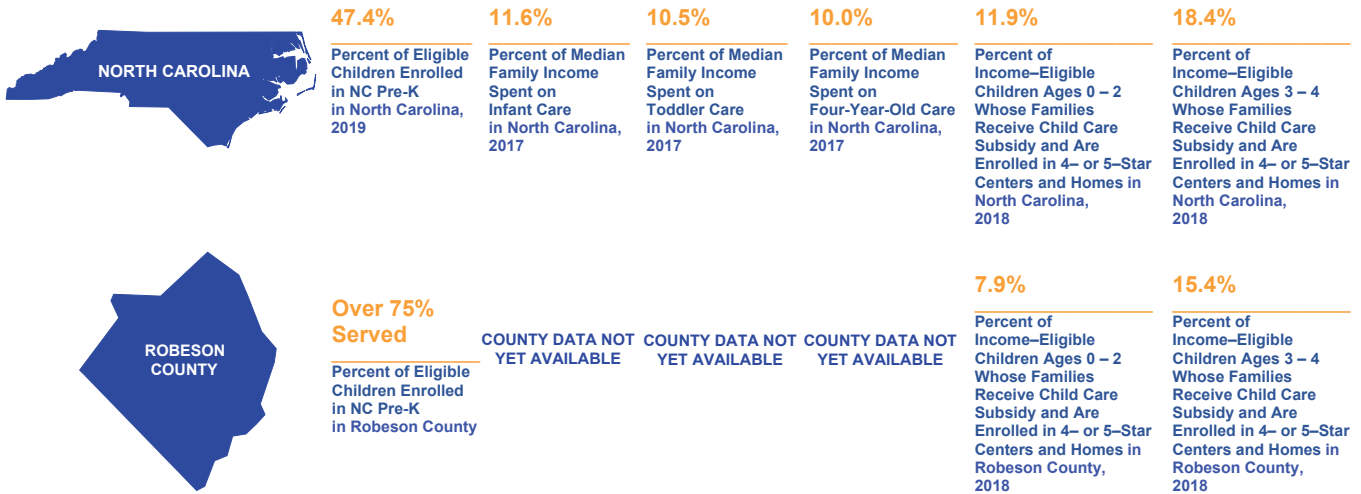 NORTH CAROLINA
47.4%
Percent of Eligible
Children Enrolled
in NC Pre-K
in North Carolina,
2019
11.6%
Percent of Median
Family Income
Spent on
Infant Care
in North Carolina,
2017
10.5%
Percent of Median
Family Income
Spent on
Toddler Care
in North Carolina,
2017
10.0%
Percent of Median
Family Income
Spent on
Four-Year-Old Care
in North Carolina,
2017
11.9%
Percent of
Income–Eligible
Children Ages 0 – 2
Whose Families
Receive Child Care
Subsidy and Are
Enrolled in 4– or 5–Star
Centers and Homes in
North Carolina,
2018
18.4%
Percent of
Income–Eligible
Children Ages 3 – 4
Whose Families
Receive Child Care
Subsidy and Are
Enrolled in 4– or 5–Star
Centers and Homes in
North Carolina,
2018
ROBESON
COUNTY
Over 75%
Served
Percent of Eligible
Children Enrolled
in NC Pre-K
in Robeson County
COUNTY DATA NOT
YET AVAILABLE
COUNTY DATA NOT
YET AVAILABLE
COUNTY DATA NOT
YET AVAILABLE
7.9%
Percent of
Income–Eligible
Children Ages 0 – 2
Whose Families
Receive Child Care
Subsidy and Are
Enrolled in 4– or 5–Star
Centers and Homes in
Robeson County,
2018
15.4%
Percent of
Income–Eligible
Children Ages 3 – 4
Whose Families
Receive Child Care
Subsidy and Are
Enrolled in 4– or 5–Star
Centers and Homes in
Robeson County,
2018